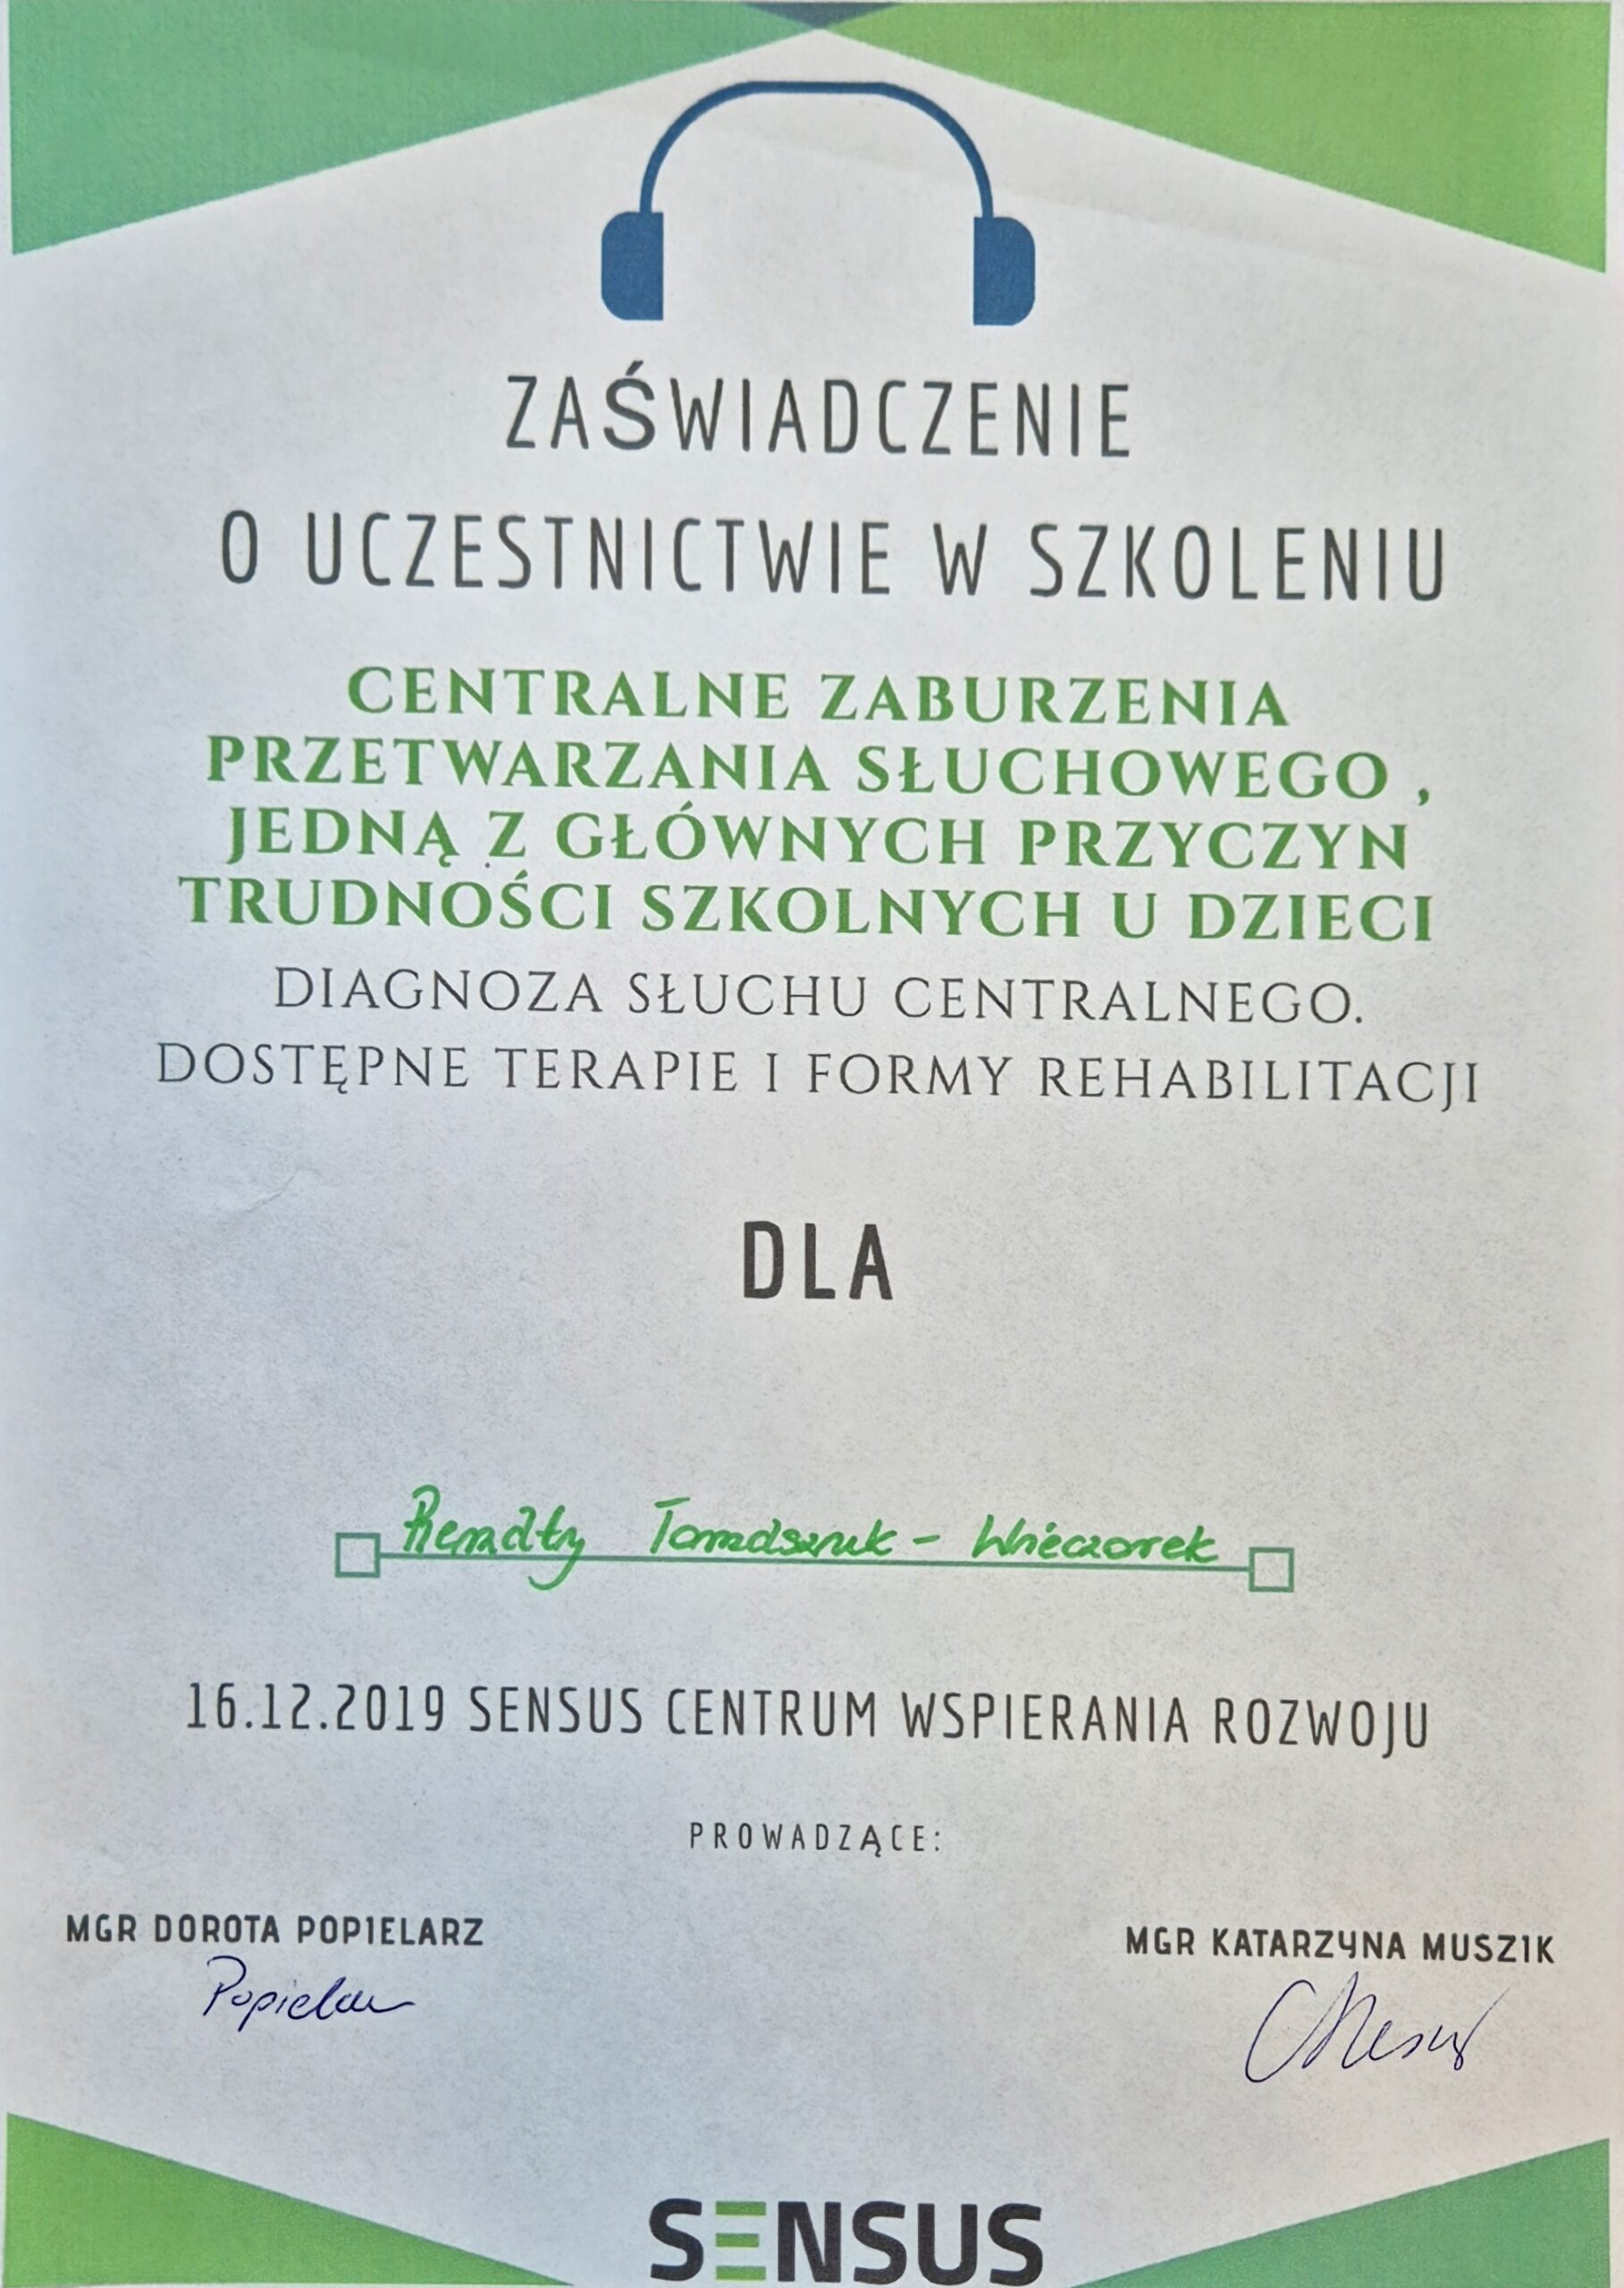 ZAŚWIADCZENIE
O UCZESTNICTWIE W SZKOLENIU
CENTRALNE ZABURZENIA
PRZETWARZANIA SŁUCHOWEGO ,
JEDNĄ Z GŁÓWNYCH PRZYCZYN
TRUDNOŚCI SZKOLNYCH U DZIECI
DIAGNOZA SŁUCHU CENTRALNEGO.
DOSTĘPNE TERAPIE I FORMY REHABILITACJI
DLA
Renaty Tomaszuk - Wieczorek
16.12.2019 SENSUS CENTRUM WSPIERANIA ROZWOJU
PROWADZĄCE:
MGR DOROTA POPIELARZ
MGR KATARZYNA MUSZIK
Popielar
SENSUS